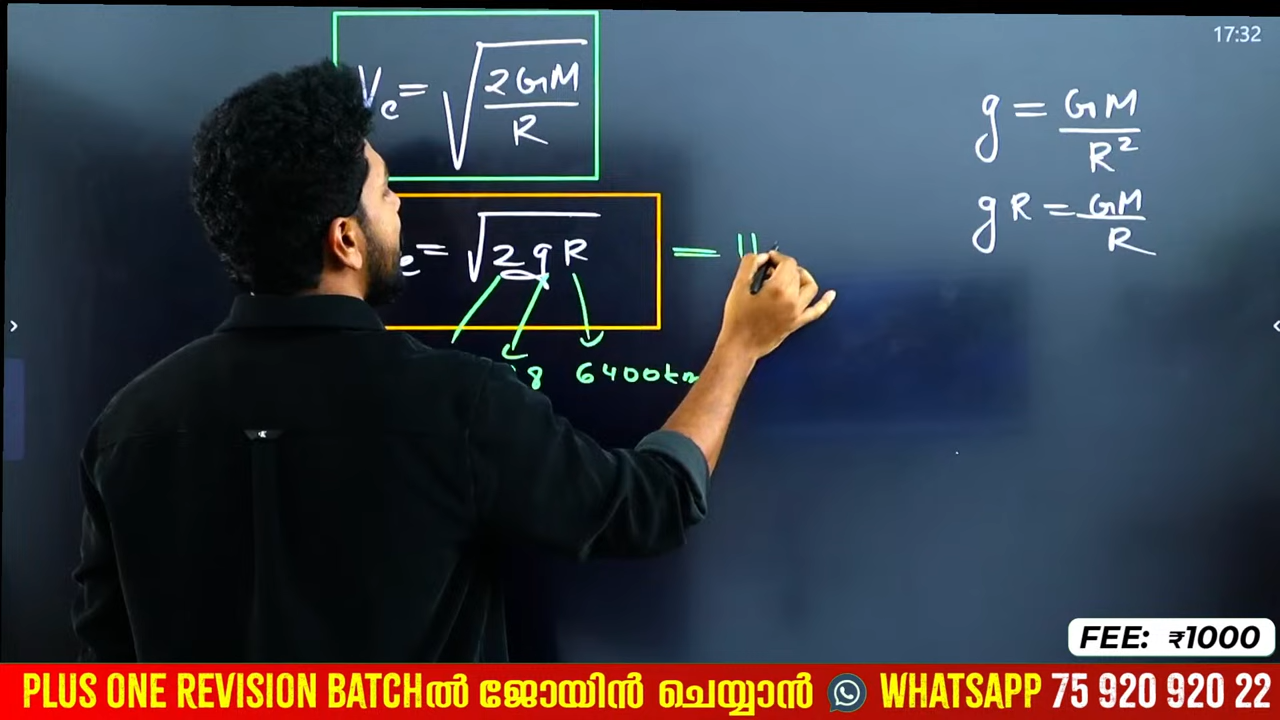 17:32
Ve = √(2GM/R)
g = GM/R²
gR = GM/R
e = √(2gR) = 11
8 6400km
FEE: ₹1000
PLUS ONE REVISION BATCHൽ ജോയിൻ ചെയ്യാൻ WHATSAPP 75 920 920 22